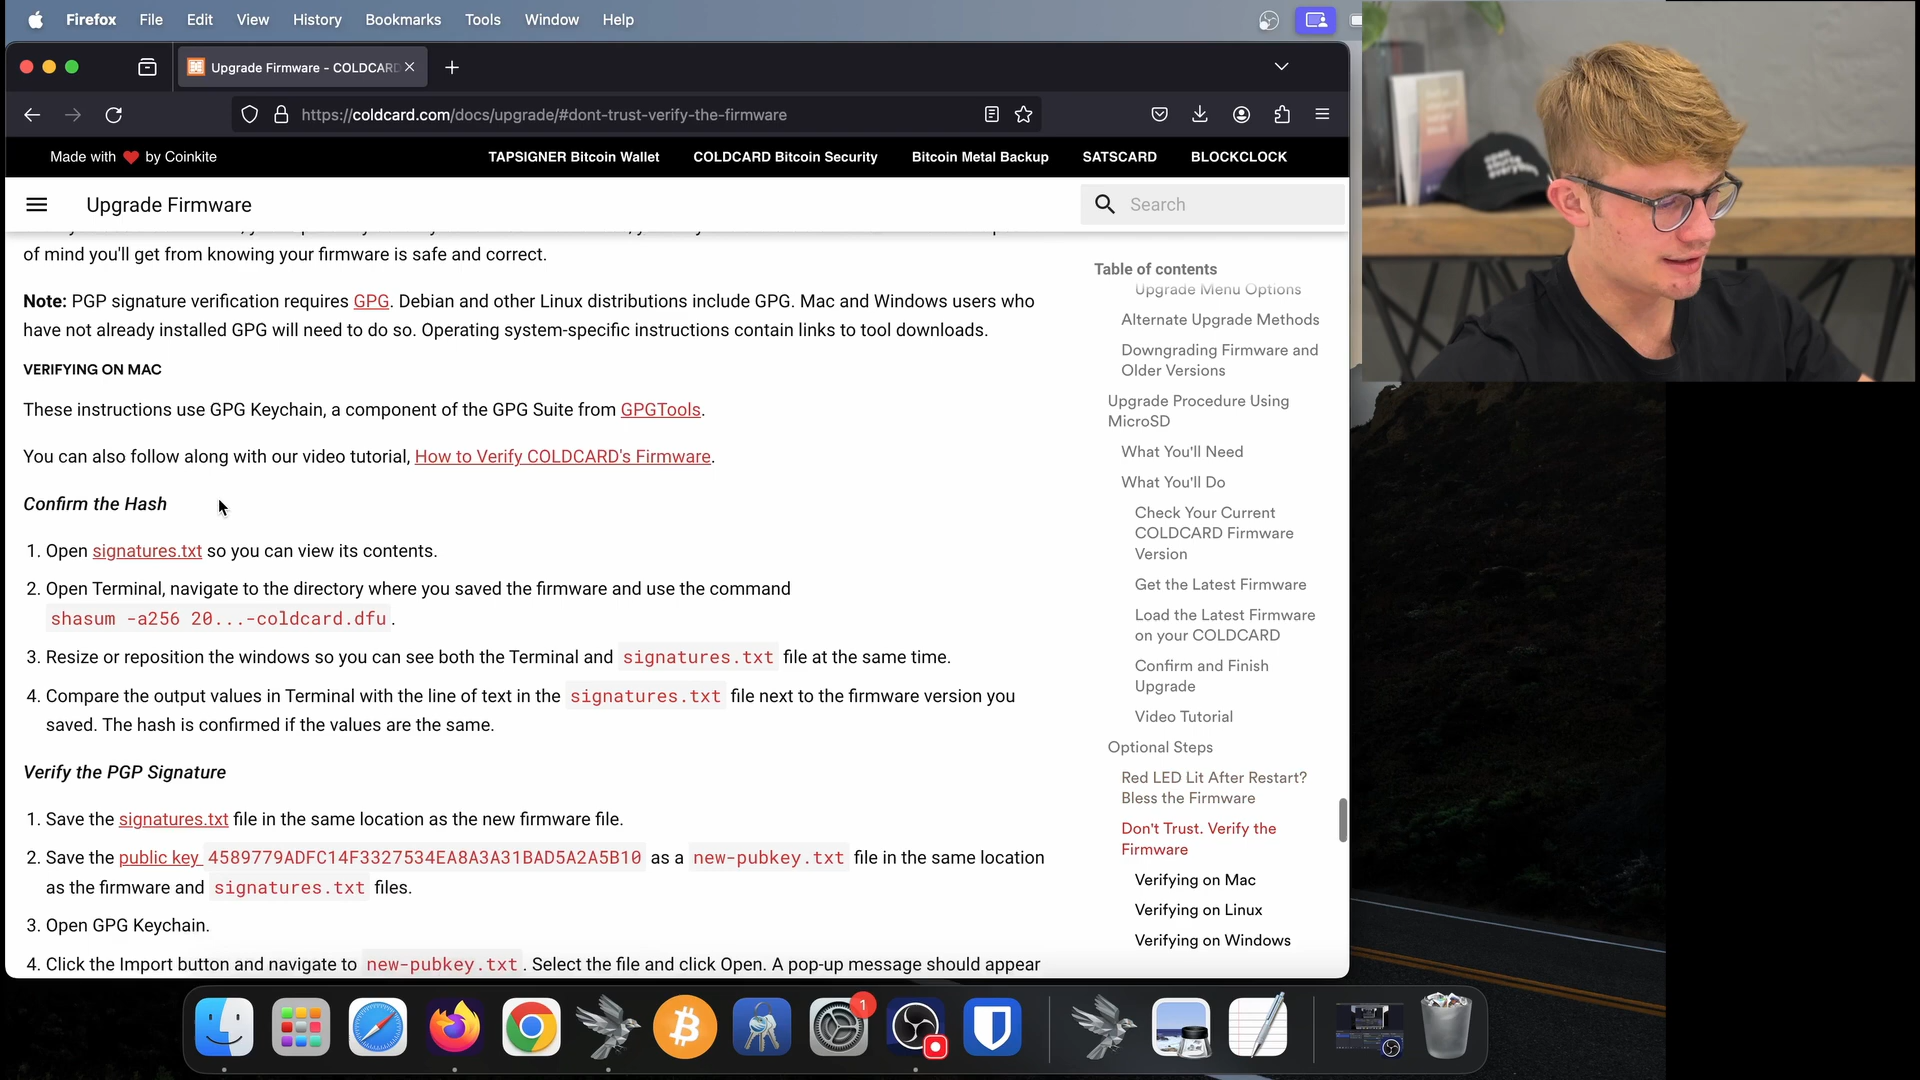 Firefox File Edit View History Bookmarks Tools Window Help
Upgrade Firmware - COLDCARD
https://coldcard.com/docs/upgrade/#dont-trust-verify-the-firmware
Made with ❤ by Coinkite
TAPSIGNER Bitcoin Wallet COLDCARD Bitcoin Security Bitcoin Metal Backup SATSCARD BLOCKCLOCK
Upgrade Firmware
Search
of mind you'll get from knowing your firmware is safe and correct.
Note: PGP signature verification requires GPG. Debian and other Linux distributions include GPG. Mac and Windows users who
have not already installed GPG will need to do so. Operating system-specific instructions contain links to tool downloads.
VERIFYING ON MAC
These instructions use GPG Keychain, a component of the GPG Suite from GPGTools.
You can also follow along with our video tutorial, How to Verify COLDCARD's Firmware.
Confirm the Hash
1. Open signatures.txt so you can view its contents.
2. Open Terminal, navigate to the directory where you saved the firmware and use the command
shasum -a256 20...-coldcard.dfu.
3. Resize or reposition the windows so you can see both the Terminal and signatures.txt file at the same time.
4. Compare the output values in Terminal with the line of text in the signatures.txt file next to the firmware version you
saved. The hash is confirmed if the values are the same.
Verify the PGP Signature
1. Save the signatures.txt file in the same location as the new firmware file.
2. Save the public key 4589779ADFC14F3327534EA8A3A31BAD5A2A5B10 as a new-pubkey.txt file in the same location
as the firmware and signatures.txt files.
3. Open GPG Keychain.
4. Click the Import button and navigate to new-pubkey.txt. Select the file and click Open. A pop-up message should appear
Table of contents
Upgrade Menu Options
Alternate Upgrade Methods
Downgrading Firmware and
Older Versions
Upgrade Procedure Using
MicroSD
What You'll Need
What You'll Do
Check Your Current
COLDCARD Firmware
Version
Get the Latest Firmware
Load the Latest Firmware
on your COLDCARD
Confirm and Finish
Upgrade
Video Tutorial
Optional Steps
Red LED Lit After Restart?
Bless the Firmware
Don't Trust. Verify the
Firmware
Verifying on Mac
Verifying on Linux
Verifying on Windows
1